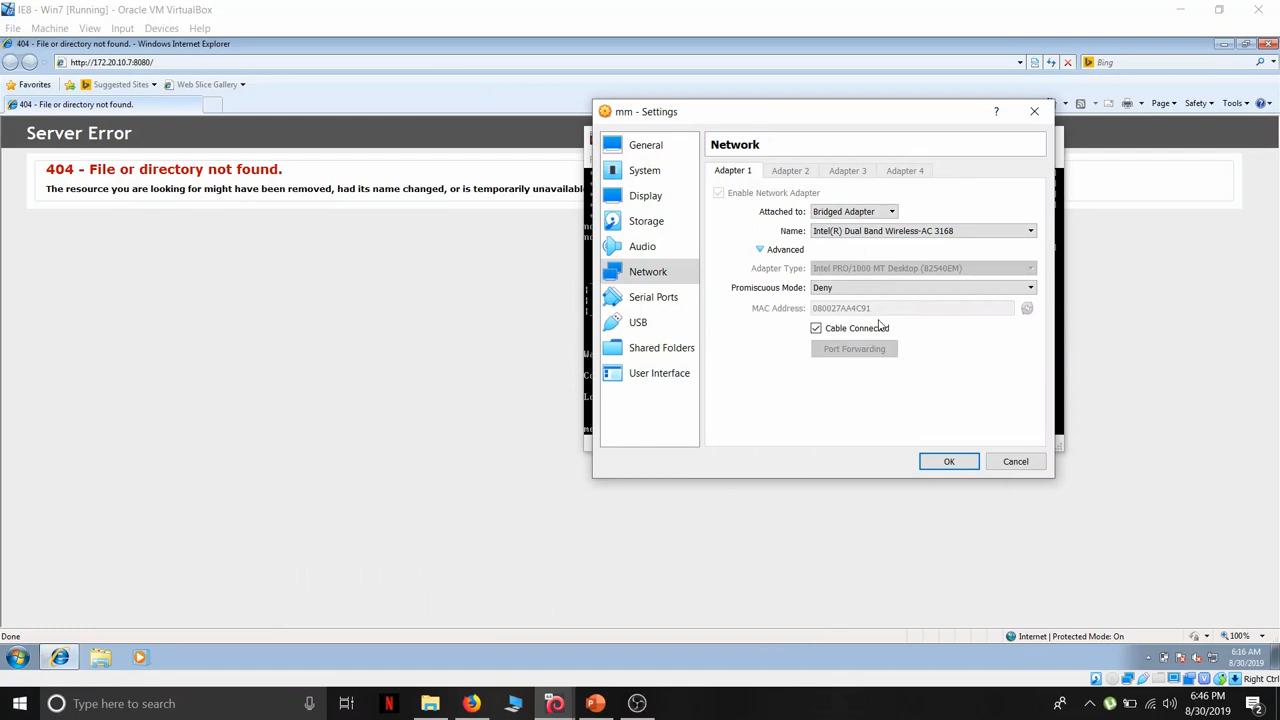 IE8 - Win7 [Running] - Oracle VM VirtualBox
File Machine View Input Devices Help
404 - File or directory not found. - Windows Internet Explorer
http://172.20.10.7:8080/
Bing
Favorites Suggested Sites Web Slice Gallery
404 - File or directory not found.
Page Safety Tools
Server Error
404 - File or directory not found.
The resource you are looking for might have been removed, had its name changed, or is temporarily unavailable
mm - Settings
General
System
Display
Storage
Audio
Network
Serial Ports
USB
Shared Folders
User Interface
Network
Adapter 1 Adapter 2 Adapter 3 Adapter 4
Enable Network Adapter
Attached to: Bridged Adapter
Name: Intel(R) Dual Band Wireless-AC 3168
Advanced
Adapter Type: Intel PRO/1000 MT Desktop (82540EM)
Promiscuous Mode: Deny
MAC Address: 080027AA4C91
Cable Connected
Port Forwarding
OK Cancel
Done
Internet | Protected Mode: On
100%
6:16 AM
8/30/2019
Right Ctrl
Type here to search
6:46 PM
8/30/2019